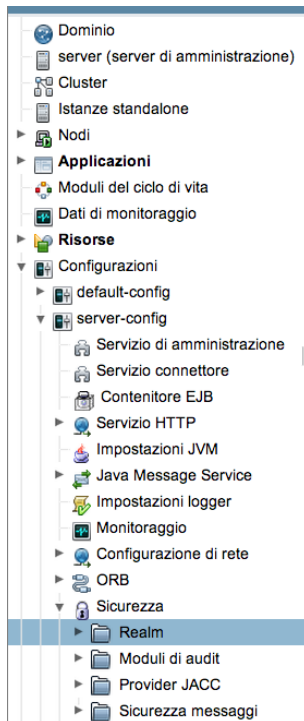 Dominio
server (server di amministrazione)
Cluster
Istanze standalone
Nodi
Applicazioni
Moduli del ciclo di vita
Dati di monitoraggio
Risorse
Configurazioni
default-config
server-config
Servizio di amministrazione
Servizio connettore
Contenitore EJB
Servizio HTTP
Impostazioni JVM
Java Message Service
Impostazioni logger
Monitoraggio
Configurazione di rete
ORB
Sicurezza
Realm
Moduli di audit
Provider JACC
Sicurezza messaggi